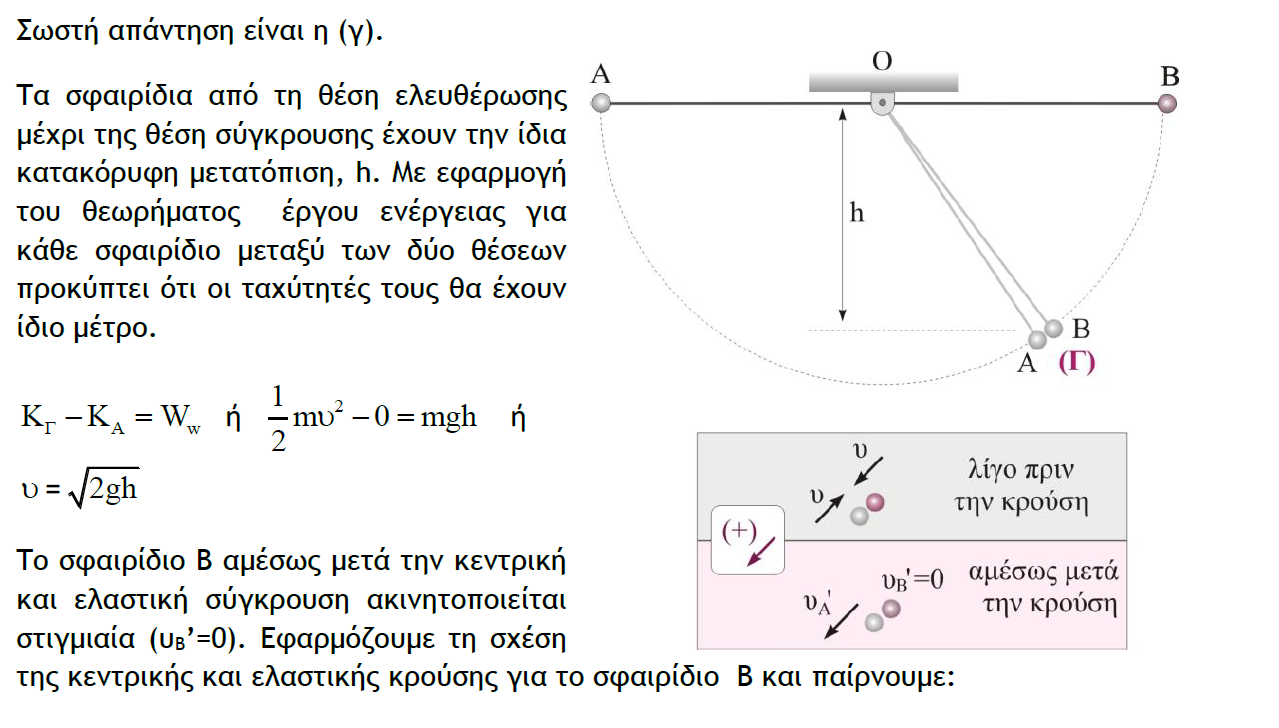 Σωστή απάντηση είναι η (γ).
Τα σφαιρίδια από τη θέση ελευθέρωσης
μέχρι της θέση σύγκρουσης έχουν την ίδια
κατακόρυφη μετατόπιση, h. Με εφαρμογή
του θεωρήματος έργου ενέργειας για
κάθε σφαιρίδιο μεταξύ των δύο θέσεων
προκύπτει ότι οι ταχύτητές τους θα έχουν
ίδιο μέτρο.
K_Γ − K_A = W_w ή 1/2 mυ² − 0 = mgh ή
υ = √2gh
Το σφαιρίδιο Β αμέσως μετά την κεντρική
και ελαστική σύγκρουση ακινητοποιείται
στιγμιαία (υ_Β’=0). Εφαρμόζουμε τη σχέση
της κεντρικής και ελαστικής κρούσης για το σφαιρίδιο Β και παίρνουμε:
A
O
B
h
B
A (Γ)
υ
υ
λίγο πριν
την κρούση
(+)
υ_A'
υ_B'=0
αμέσως μετά
την κρούση